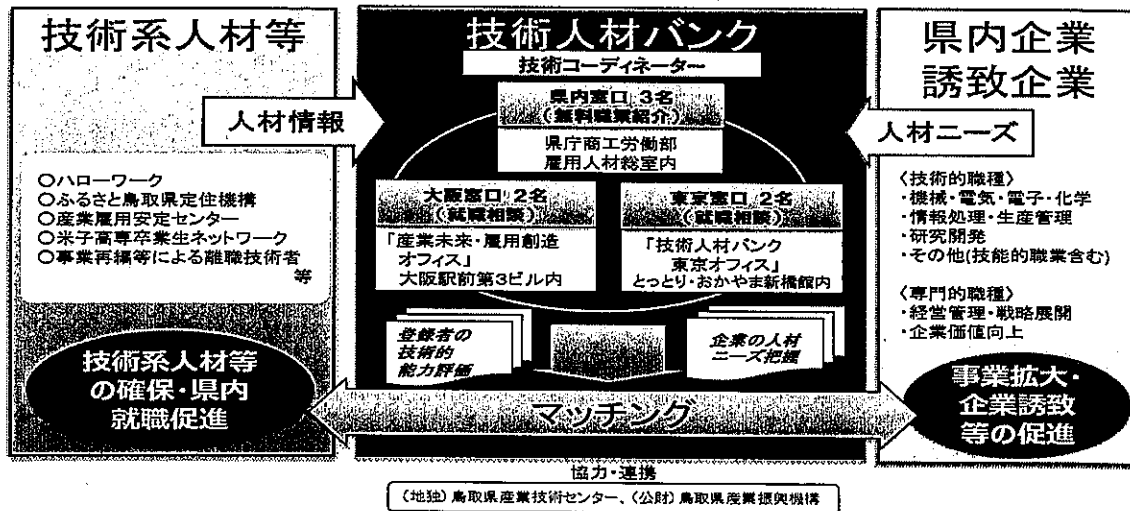 技術系人材等
人材情報
○ハローワーク
○ふるさと鳥取県定住機構
○産業雇用安定センター
○米子高専卒業生ネットワーク
○事業再編等による離職技術者
等
技術系人材等
の確保・県内
就職促進
技術人材バンク
技術コーディネーター
県内窓口 3名
(無料職業紹介)
県庁商工労働部
雇用人材総室内
大阪窓口 2名
(就職相談)
「産業未来・雇用創造
オフィス」
大阪駅前第3ビル内
東京窓口 2名
(就職相談)
「技術人材バンク
東京オフィス」
とっとり・おかやま新橋館内
登録者の
技術的
能力評価
企業の人材
ニーズ把握
マッチング
県内企業
誘致企業
人材ニーズ
〈技術的職種〉
・機械・電気・電子・化学
・情報処理・生産管理
・研究開発
・その他(技能的職業含む)
〈専門的職種〉
・経営管理・戦略展開
・企業価値向上
事業拡大・
企業誘致
等の促進
協力・連携
(地独)鳥取県産業技術センター、(公財)鳥取県産業振興機構